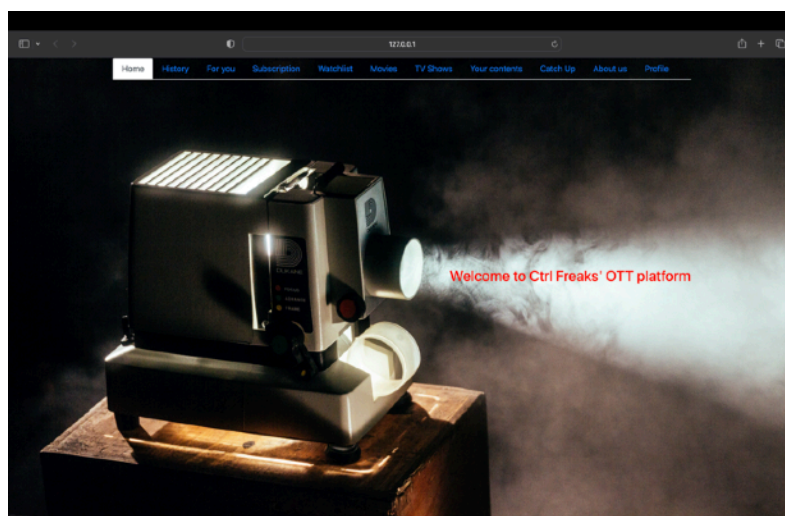 127.0.0.1
Home History For you Subscription Watchlist Movies TV Shows Your contents Catch Up About us Profile
Welcome to Ctrl Freaks' OTT platform
DUKANE